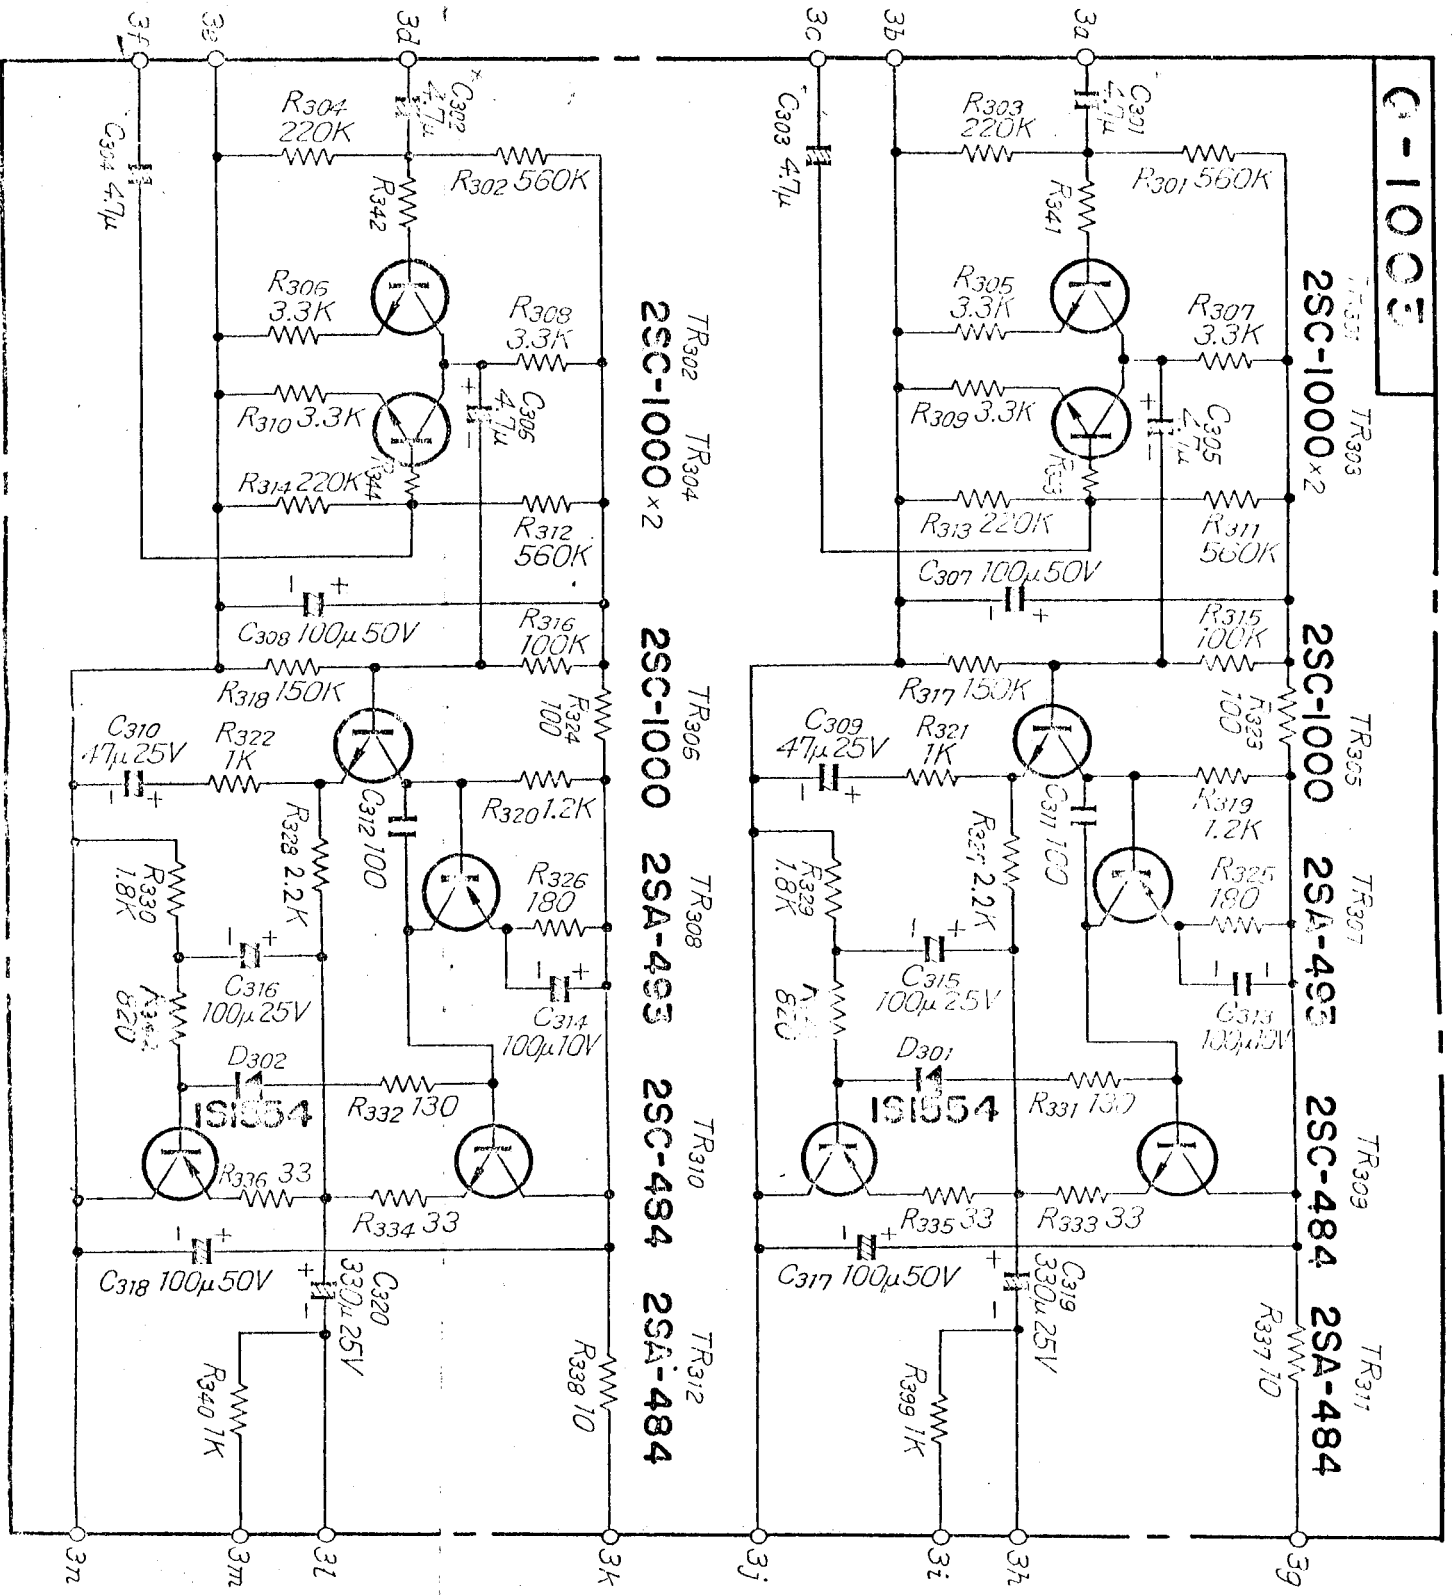 3a
3b
3c
3d
3e
3f
C301
4.7µ
R303
220K
R301 560K
R341
R305
3.3K
R307
3.3K
R309 3.3K
C305
4.7µ
C303 4.7µ
R313 220K
R311
560K
C307 100µ 50V
2SC-1000×2
TR303
R315
100K
R317 150K
R323
100
2SC-1000
TR305
C309
47µ 25V
R321
1K
R319
1.2K
C311 100
R325
180
2SA-493
TR307
R329
1.8K
C315
100µ 25V
C313
100µ10V
820
D301
1S1554
R331 130
2SC-484
TR309
R335 33
R333 33
C317 100µ50V
C319
330µ 25V
2SA-484
TR311
R337 10
R399 1K
3g
3h
3i
3j
C302
4.7µ
R304
220K
R302 560K
R342
C304 4.7µ
R306
3.3K
R308
3.3K
R310 3.3K
C306
4.7µ
R314 220K
R344
R312
560K
C308 100µ 50V
TR302
TR304
2SC-1000×2
R316
100K
R318 150K
R324
100
TR306
2SC-1000
C310
47µ 25V
R322
1K
R320 1.2K
C312 100
R328 2.2K
R326
180
TR308
2SA-493
R330
1.8K
C316
100µ 25V
C314
100µ10V
820
D302
1S1554
R332 130
TR310
2SC-484
R336 33
R334 33
C318 100µ50V
C320
330µ 25V
TR312
2SA-484
R338 10
R340 1K
3k
3l
3m
3n